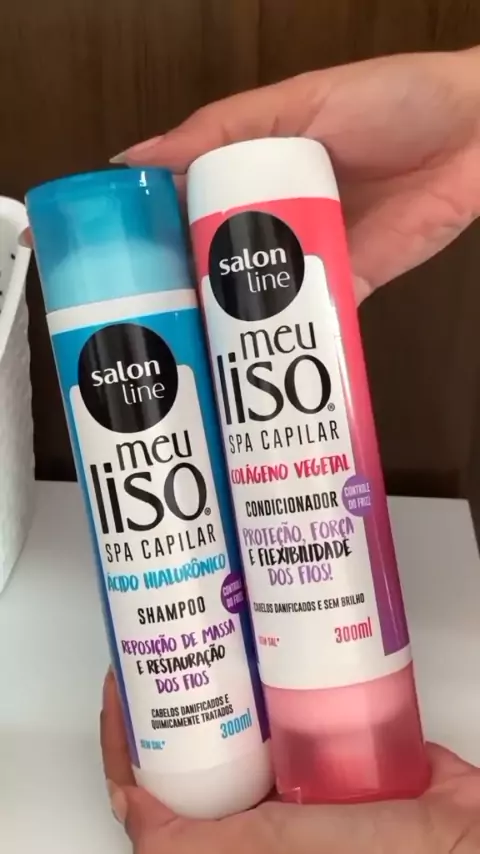 salon
line
meu
liso®
SPA CAPILAR
ÁCIDO HIALURÔNICO
CONTROLE
DO FRIZZ
SHAMPOO
REPOSIÇÃO DE MASSA
E RESTAURAÇÃO
DOS FIOS
CABELOS DANIFICADOS E
QUIMICAMENTE TRATADOS
300ml
SEM SAL*
salon
line
meu
liso®
SPA CAPILAR
COLÁGENO VEGETAL
CONDICIONADOR
CONTROLE
DO FRIZZ
PROTEÇÃO, FORÇA
E FLEXIBILIDADE
DOS FIOS!
CABELOS DANIFICADOS E SEM BRILHO
SEM SAL*
300ml